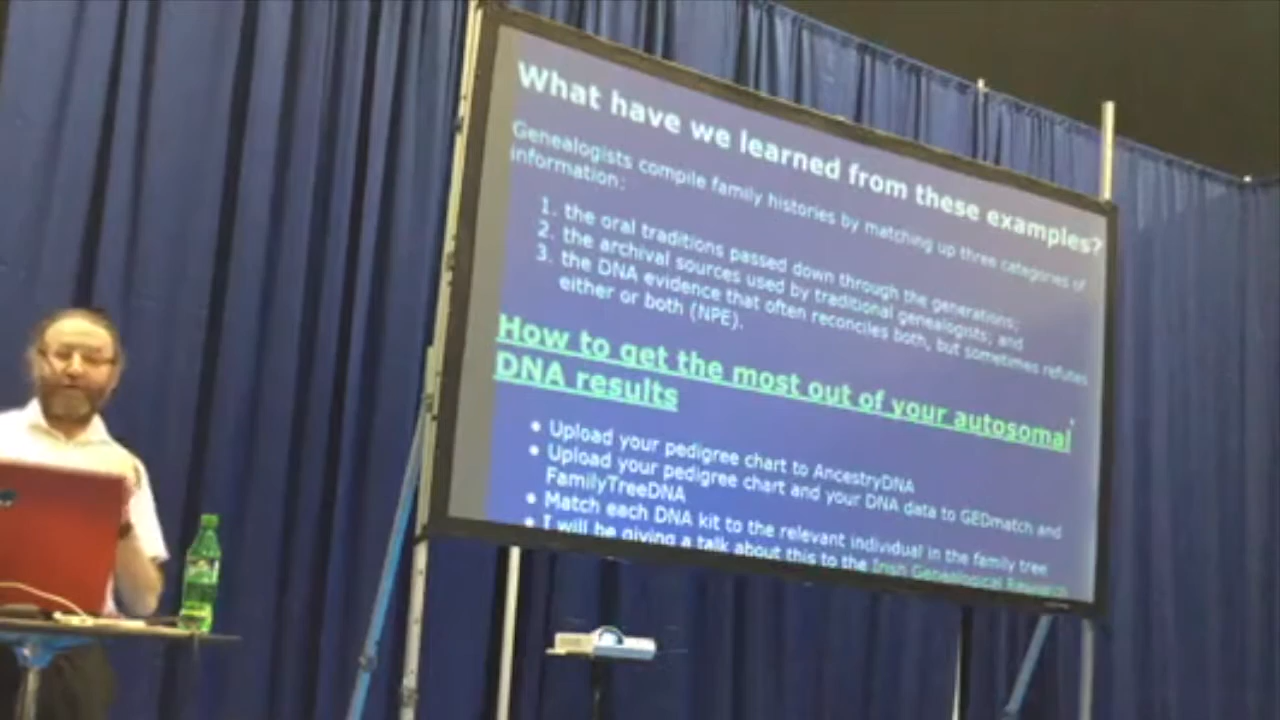 What have we learned from these examples?
Genealogists compile family histories by matching up three categories of
information:
1. the oral traditions passed down through the generations;
2. the archival sources used by traditional genealogists; and
3. the DNA evidence that often reconciles both, but sometimes refutes
either or both (NPE).
How to get the most out of your autosomal
DNA results
• Upload your pedigree chart to AncestryDNA
• Upload your pedigree chart and your DNA data to GEDmatch and
FamilyTreeDNA
• Match each DNA kit to the relevant individual in the family tree
• I will be giving a talk about this to the Irish Genealogical Research